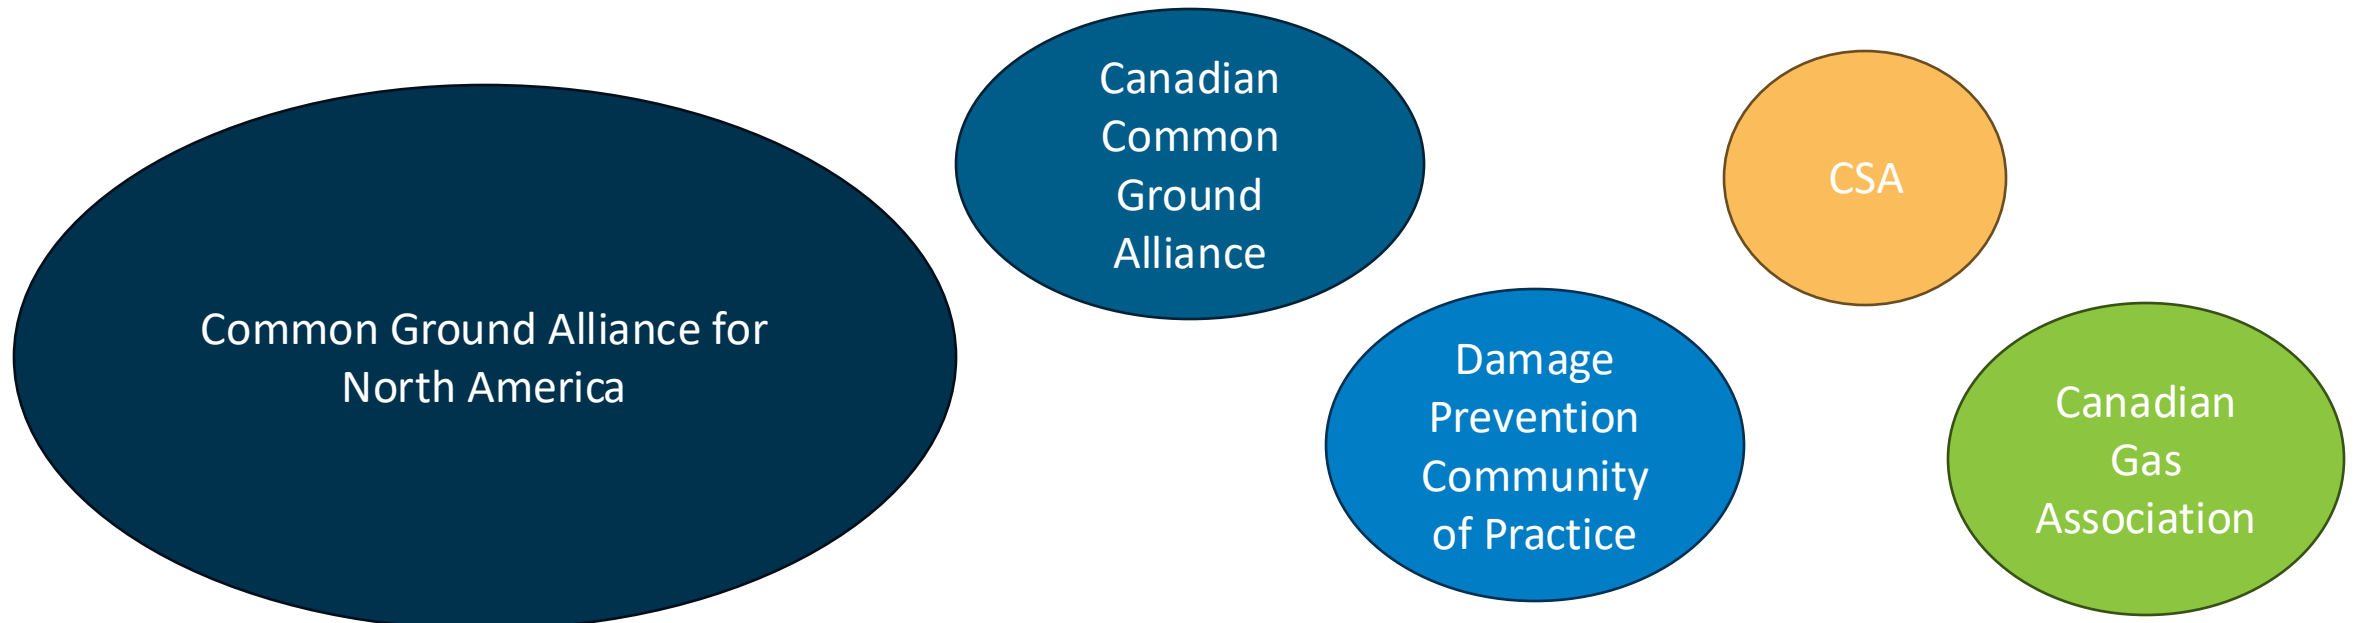 Common Ground Alliance for
North America
Canadian
Common
Ground
Alliance
Damage
Prevention
Community
of Practice
CSA
Canadian
Gas
Association